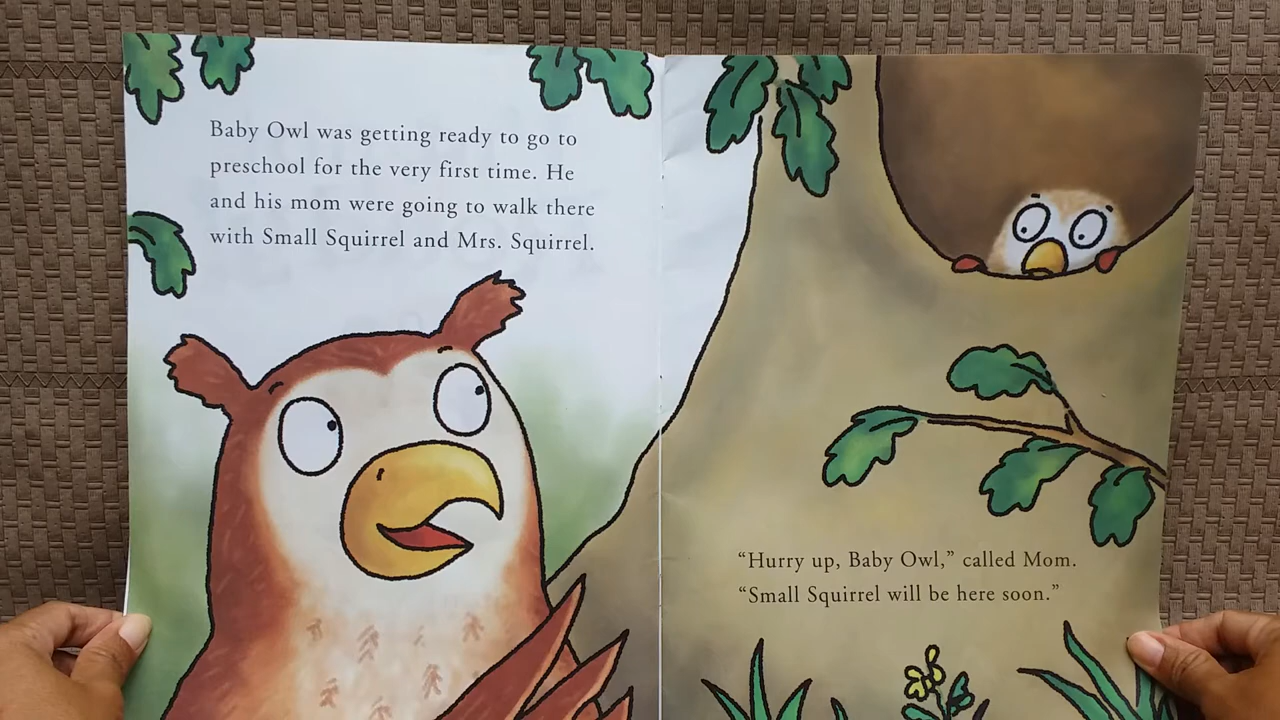 Baby Owl was getting ready to go to
preschool for the very first time. He
and his mom were going to walk there
with Small Squirrel and Mrs. Squirrel.
“Hurry up, Baby Owl,” called Mom.
“Small Squirrel will be here soon.”